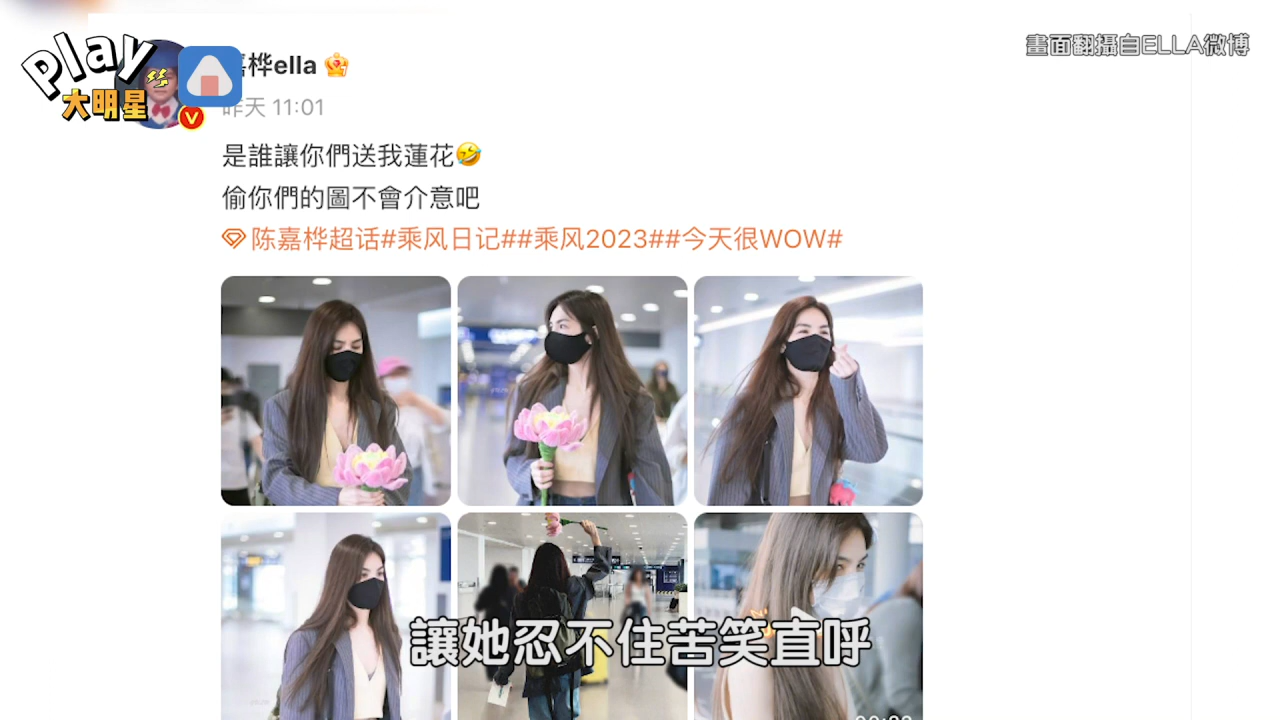 Play
大明星
嘉桦ella
昨天 11:01
畫面翻攝自ELLA微博
是誰讓你們送我蓮花🤣
偷你們的圖不會介意吧
陈嘉桦超话#乘风日记##乘风2023##今天很WOW#
讓她忍不住苦笑直呼